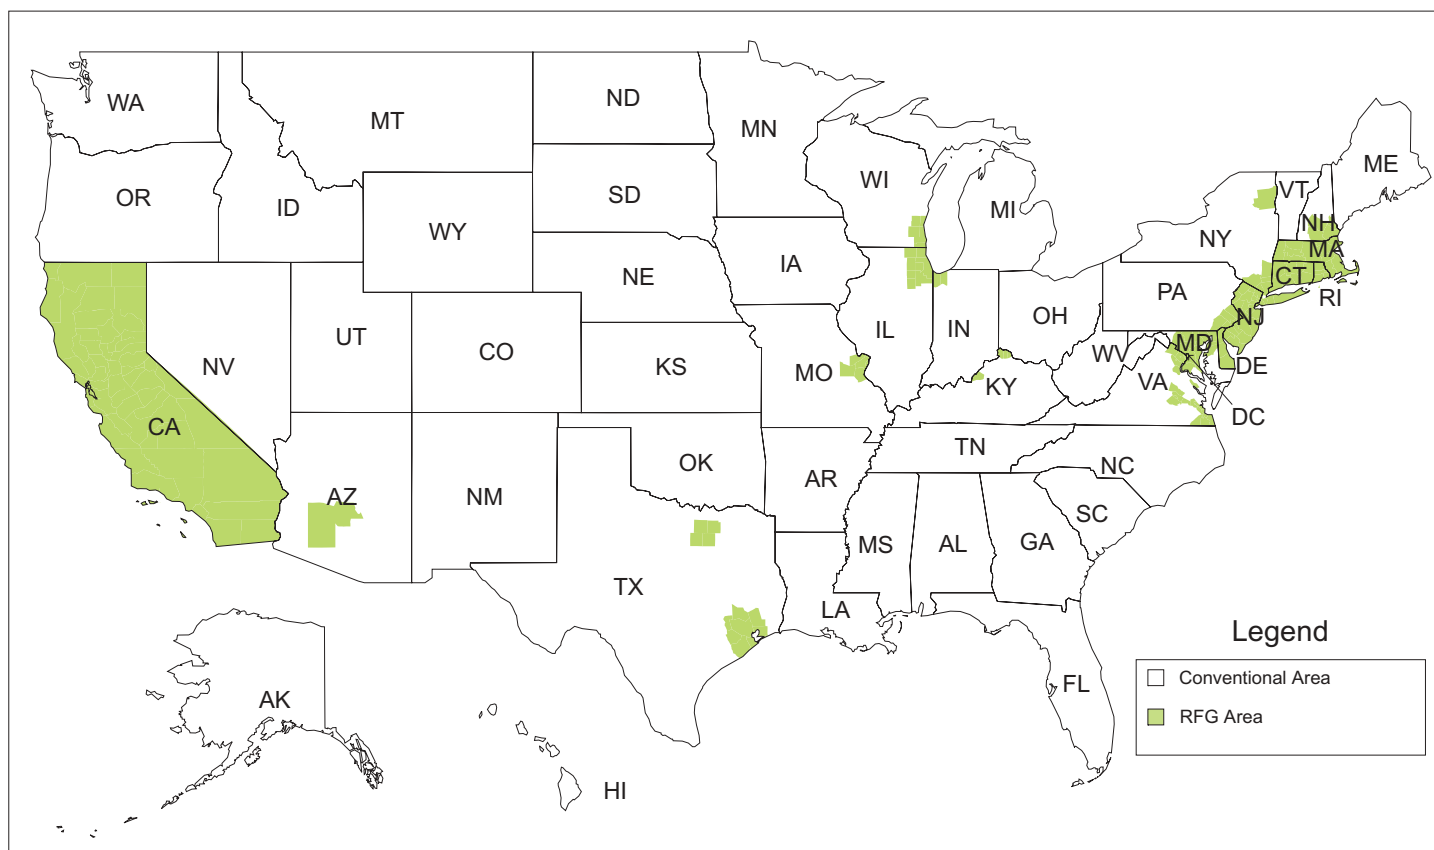 WA
MT
ND
MN
ME
OR
ID
SD
WI
MI
VT
NH
NY
MA
WY
IA
NE
CT
PA
RI
NV
UT
CO
IL
IN
OH
NJ
KS
MO
WV
MD
DE
KY
VA
CA
DC
TN
NC
AZ
NM
OK
AR
SC
MS
AL
GA
TX
LA
FL
AK
HI
Legend
Conventional Area
RFG Area